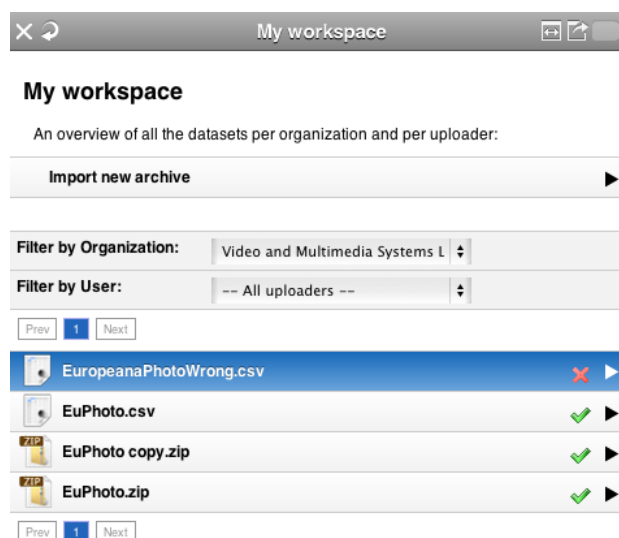 My workspace
My workspace
An overview of all the datasets per organization and per uploader:
Import new archive
Filter by Organization: Video and Multimedia Systems L
Filter by User: -- All uploaders --
Prev 1 Next
EuropeanaPhotoWrong.csv
EuPhoto.csv
ZIP EuPhoto copy.zip
ZIP EuPhoto.zip
Prev 1 Next